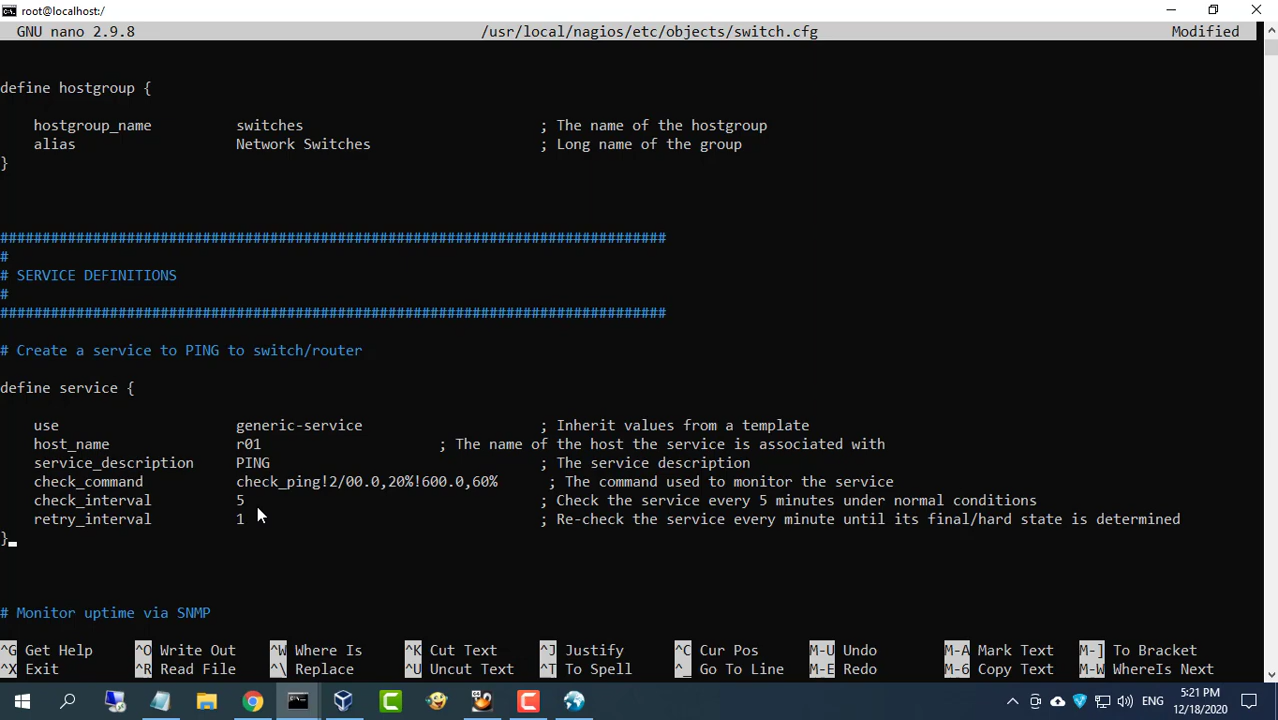 root@localhost:/
GNU nano 2.9.8 /usr/local/nagios/etc/objects/switch.cfg Modified
define hostgroup {
hostgroup_name switches ; The name of the hostgroup
alias Network Switches ; Long name of the group
}
###############################################################################
#
# SERVICE DEFINITIONS
#
###############################################################################
# Create a service to PING to switch/router
define service {
use generic-service ; Inherit values from a template
host_name r01 ; The name of the host the service is associated with
service_description PING ; The service description
check_command check_ping!2/00.0,20%!600.0,60% ; The command used to monitor the service
check_interval 5 ; Check the service every 5 minutes under normal conditions
retry_interval 1 ; Re-check the service every minute until its final/hard state is determined
}
# Monitor uptime via SNMP
^G Get Help ^O Write Out ^W Where Is ^K Cut Text ^J Justify ^C Cur Pos M-U Undo M-A Mark Text M-] To Bracket
^X Exit ^R Read File ^\ Replace ^U Uncut Text ^T To Spell ^_ Go To Line M-E Redo M-6 Copy Text M-W WhereIs Next
ENG
5:21 PM
12/18/2020